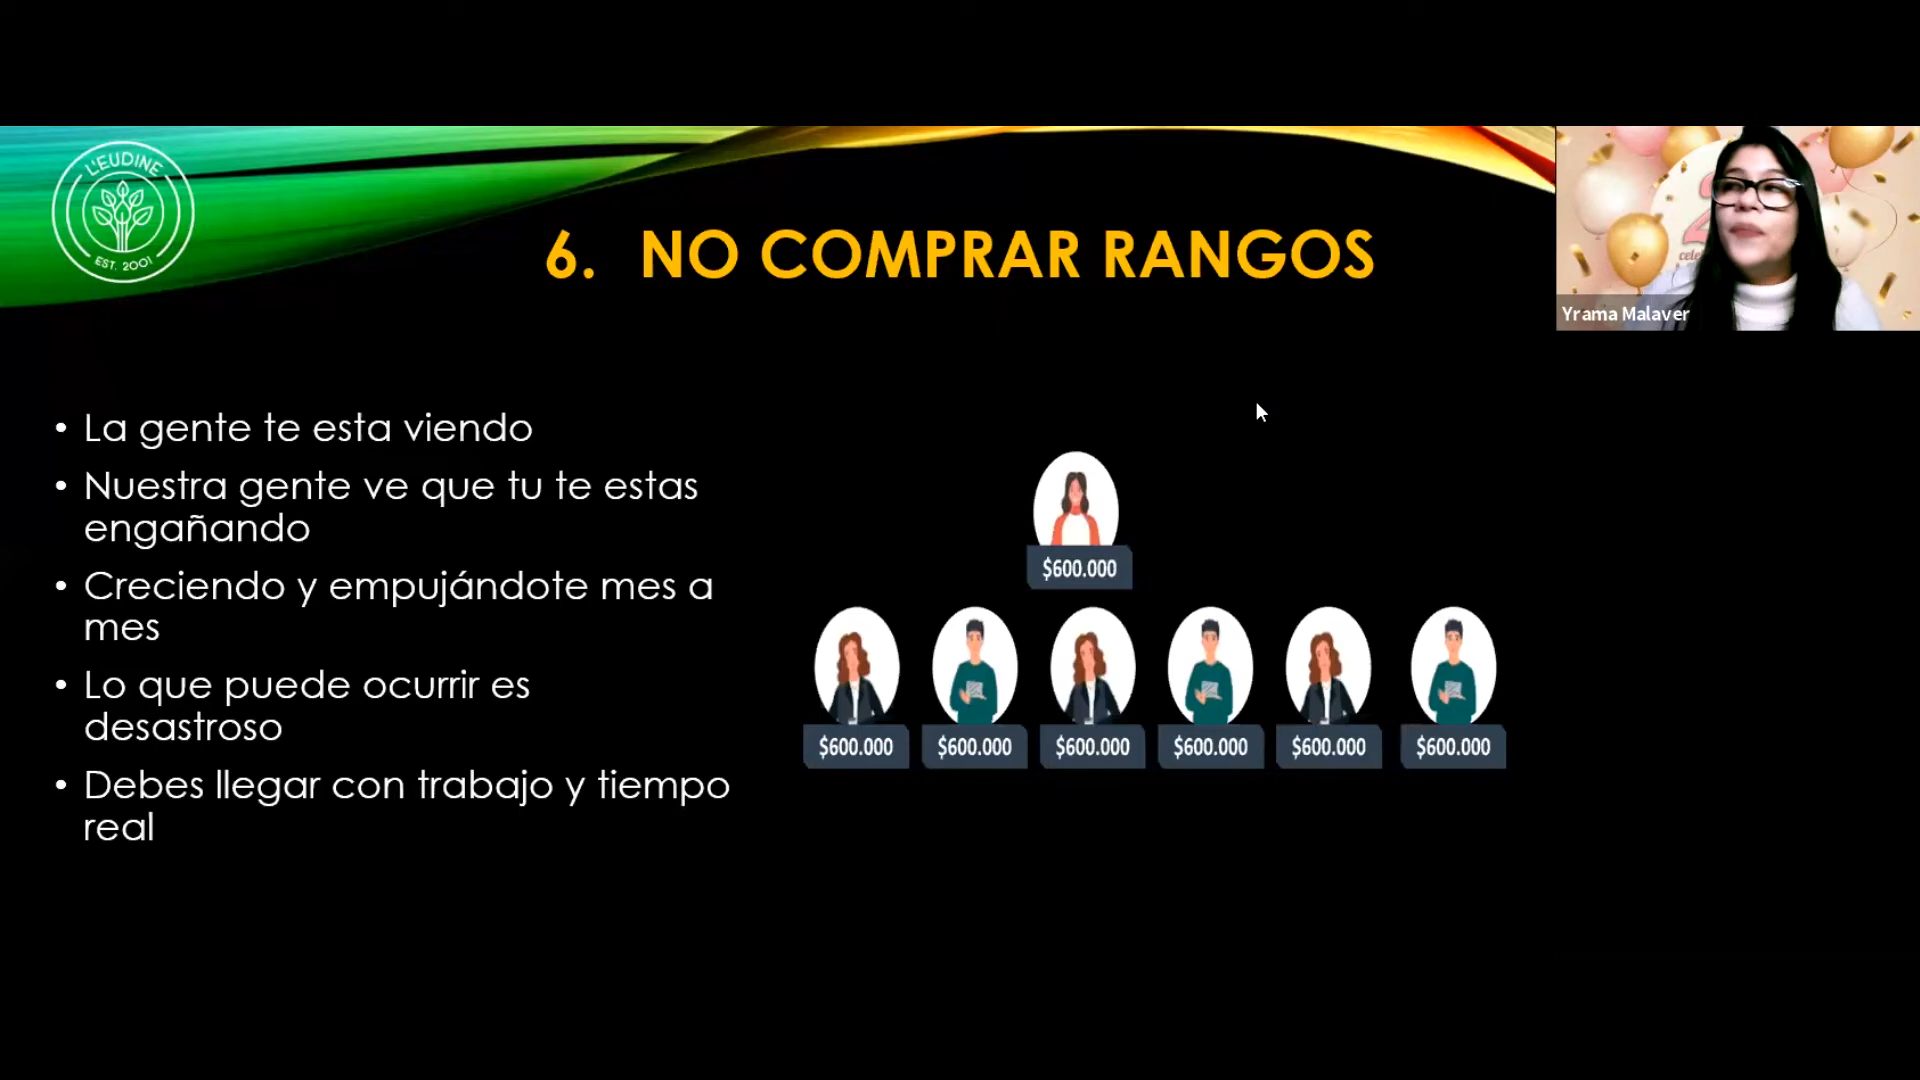 L'EUDINE
EST. 2001
6. NO COMPRAR RANGOS
Yrama Malaver
• La gente te esta viendo
• Nuestra gente ve que tu te estas
engañando
• Creciendo y empujándote mes a
mes
• Lo que puede ocurrir es
desastroso
• Debes llegar con trabajo y tiempo
real
$600.000
$600.000 $600.000 $600.000 $600.000 $600.000 $600.000